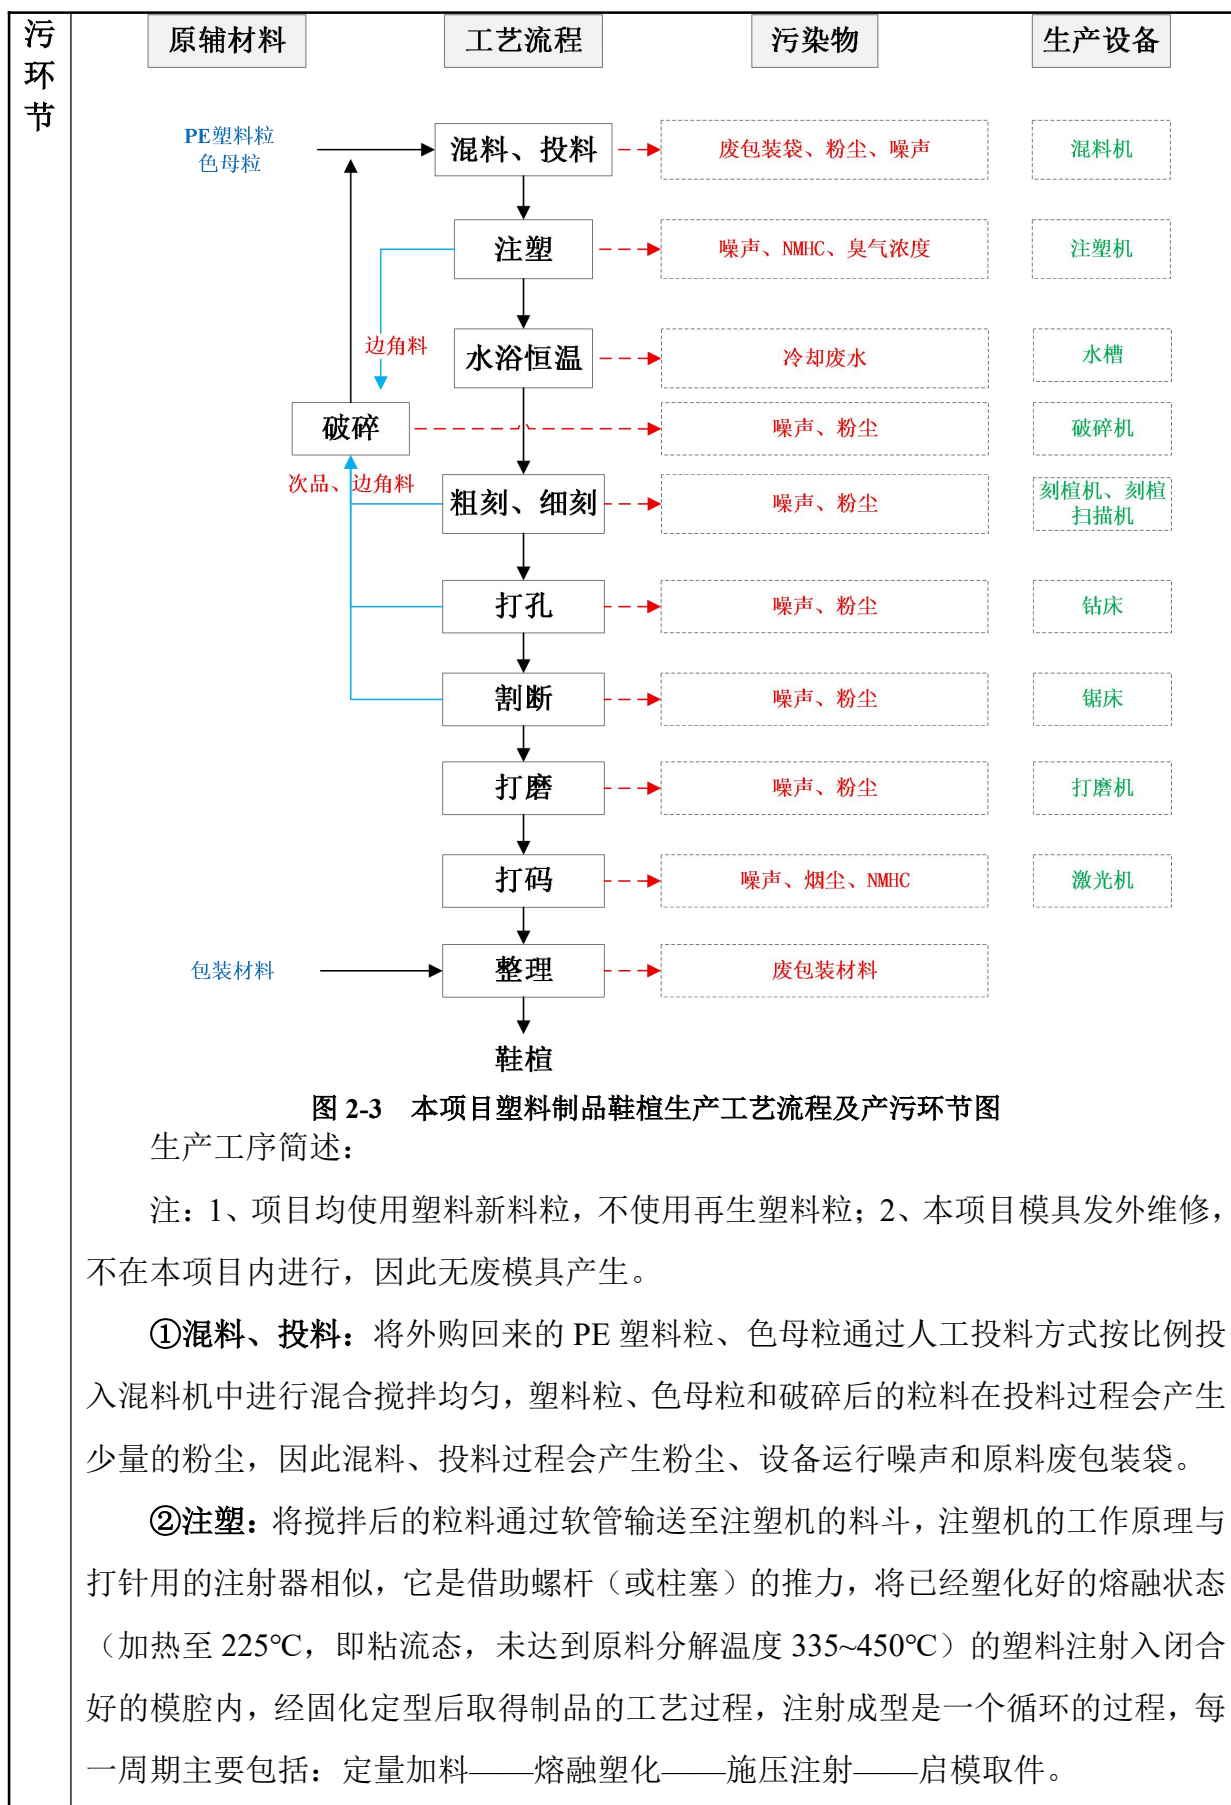 污
环
节
原辅材料 工艺流程 污染物 生产设备
PE塑料粒
色母粒
混料、投料 废包装袋、粉尘、噪声 混料机
注塑 噪声、NMHC、臭气浓度 注塑机
边角料
水浴恒温 冷却废水 水槽
破碎 噪声、粉尘 破碎机
次品、边角料
粗刻、细刻 噪声、粉尘 刻楦机、刻楦
扫描机
打孔 噪声、粉尘 钻床
割断 噪声、粉尘 锯床
打磨 噪声、粉尘 打磨机
打码 噪声、烟尘、NMHC 激光机
包装材料 整理 废包装材料
鞋楦
图 2-3 本项目塑料制品鞋楦生产工艺流程及产污环节图
生产工序简述：
注：1、项目均使用塑料新料粒，不使用再生塑料粒；2、本项目模具发外维修，
不在本项目内进行，因此无废模具产生。
①混料、投料：将外购回来的 PE 塑料粒、色母粒通过人工投料方式按比例投
入混料机中进行混合搅拌均匀，塑料粒、色母粒和破碎后的粒料在投料过程会产生
少量的粉尘，因此混料、投料过程会产生粉尘、设备运行噪声和原料废包装袋。
②注塑：将搅拌后的粒料通过软管输送至注塑机的料斗，注塑机的工作原理与
打针用的注射器相似，它是借助螺杆（或柱塞）的推力，将已经塑化好的熔融状态
（加热至 225℃，即粘流态，未达到原料分解温度 335~450℃）的塑料注射入闭合
好的模腔内，经固化定型后取得制品的工艺过程，注射成型是一个循环的过程，每
一周期主要包括：定量加料——熔融塑化——施压注射——启模取件。